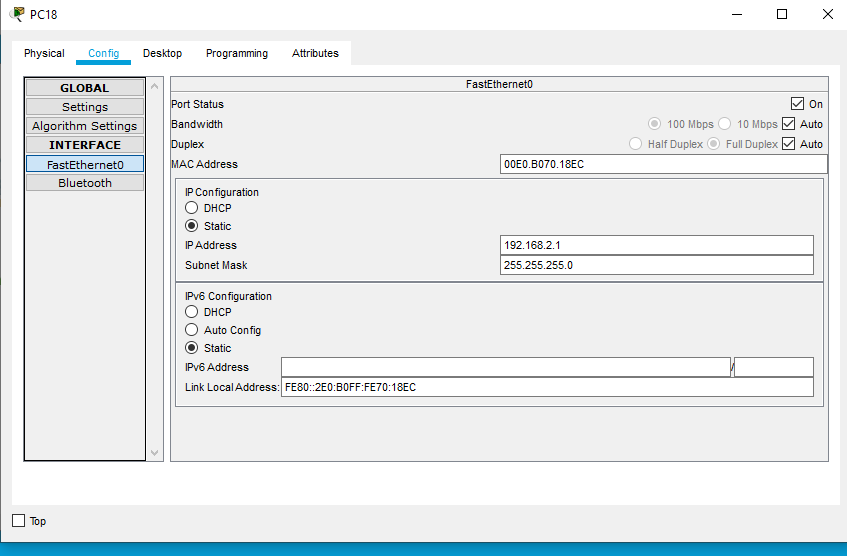 PC18
Physical Config Desktop Programming Attributes
GLOBAL
Settings
Algorithm Settings
INTERFACE
FastEthernet0
Bluetooth
FastEthernet0
Port Status On
Bandwidth 100 Mbps 10 Mbps Auto
Duplex Half Duplex Full Duplex Auto
MAC Address 00E0.B070.18EC
IP Configuration
DHCP
Static
IP Address 192.168.2.1
Subnet Mask 255.255.255.0
IPv6 Configuration
DHCP
Auto Config
Static
IPv6 Address /
Link Local Address: FE80::2E0:B0FF:FE70:18EC
Top